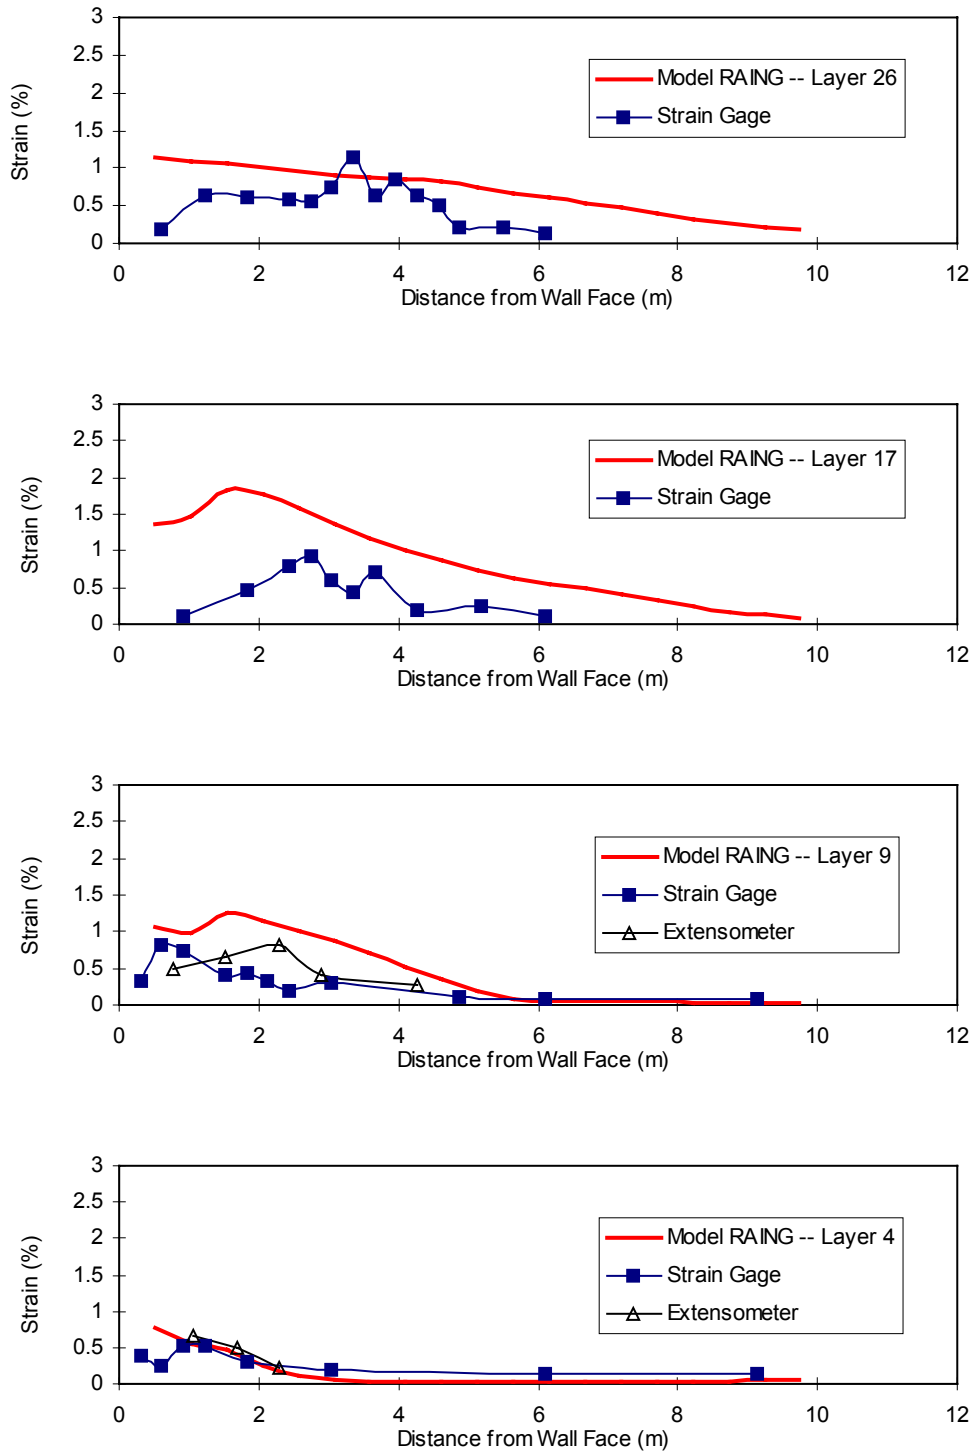 3
2.5
2
1.5
1
0.5
0
Strain (%)
Model RAING -- Layer 26
Strain Gage
0 2 4 6 8 10 12
Distance from Wall Face (m)
3
2.5
2
1.5
1
0.5
0
Strain (%)
Model RAING -- Layer 17
Strain Gage
0 2 4 6 8 10 12
Distance from Wall Face (m)
3
2.5
2
1.5
1
0.5
0
Strain (%)
Model RAING -- Layer 9
Strain Gage
Extensometer
0 2 4 6 8 10 12
Distance from Wall Face (m)
3
2.5
2
1.5
1
0.5
0
Strain (%)
Model RAING -- Layer 4
Strain Gage
Extensometer
0 2 4 6 8 10 12
Distance from Wall Face (m)